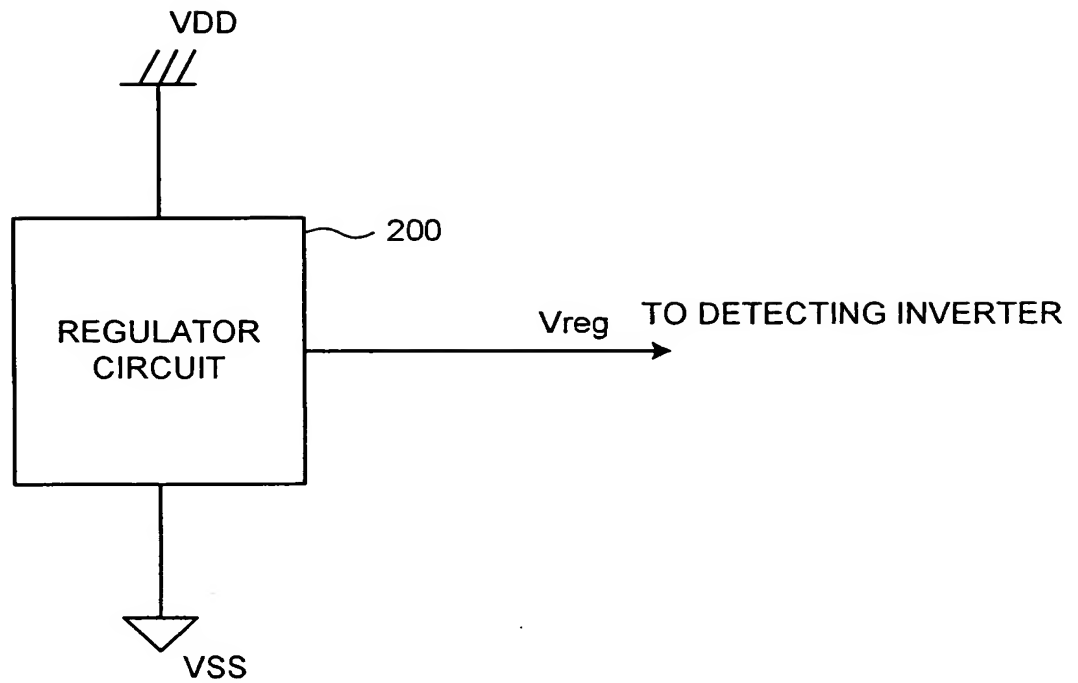 VDD
200
REGULATOR
CIRCUIT
Vreg
TO DETECTING INVERTER
VSS